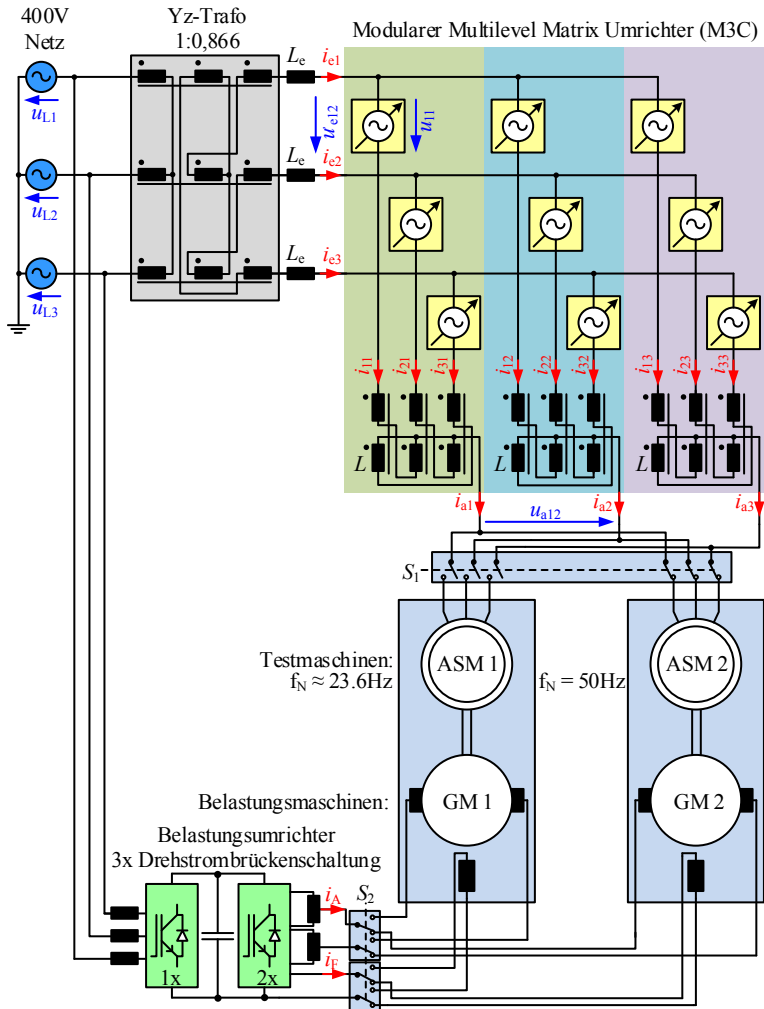 400V
Netz
Yz-Trafo
1:0,866
Modularer Multilevel Matrix Umrichter (M3C)
Le
ie1
uL1
ue12
u11
Le
ie2
uL2
Le
ie3
uL3
i11
i21
i31
i12
i22
i32
i13
i23
i33
L
L
L
ia1
ua12
ia2
ia3
S1
Testmaschinen:
fN ≈ 23.6Hz
ASM 1
fN = 50Hz
ASM 2
Belastungsmaschinen:
GM 1
GM 2
Belastungsumrichter
3x Drehstrombrückenschaltung
iA
S2
1x
2x
iF